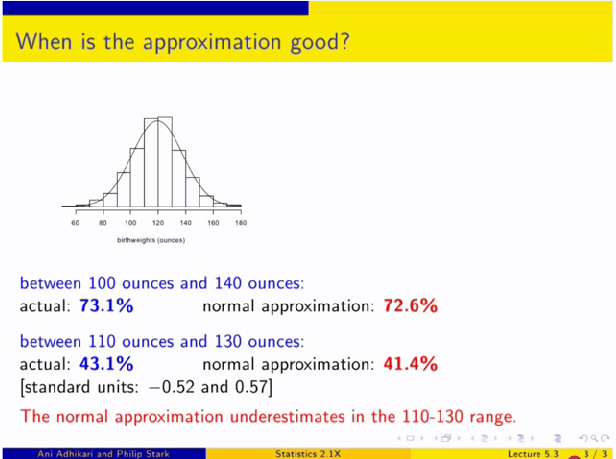 When is the approximation good?
60 80 100 120 140 160 180
birthweights (ounces)
between 100 ounces and 140 ounces:
actual: 73.1% normal approximation: 72.6%
between 110 ounces and 130 ounces:
actual: 43.1% normal approximation: 41.4%
[standard units: −0.52 and 0.57]
The normal approximation underestimates in the 110-130 range.
Ani Adhikari and Philip Stark Statistics 2.1X Lecture 5.3 3 / 3